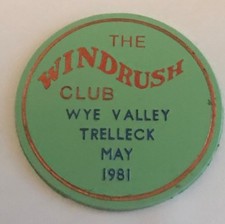 THE
WINDRUSH
CLUB
WYE VALLEY
TRELLECK
MAY
1981